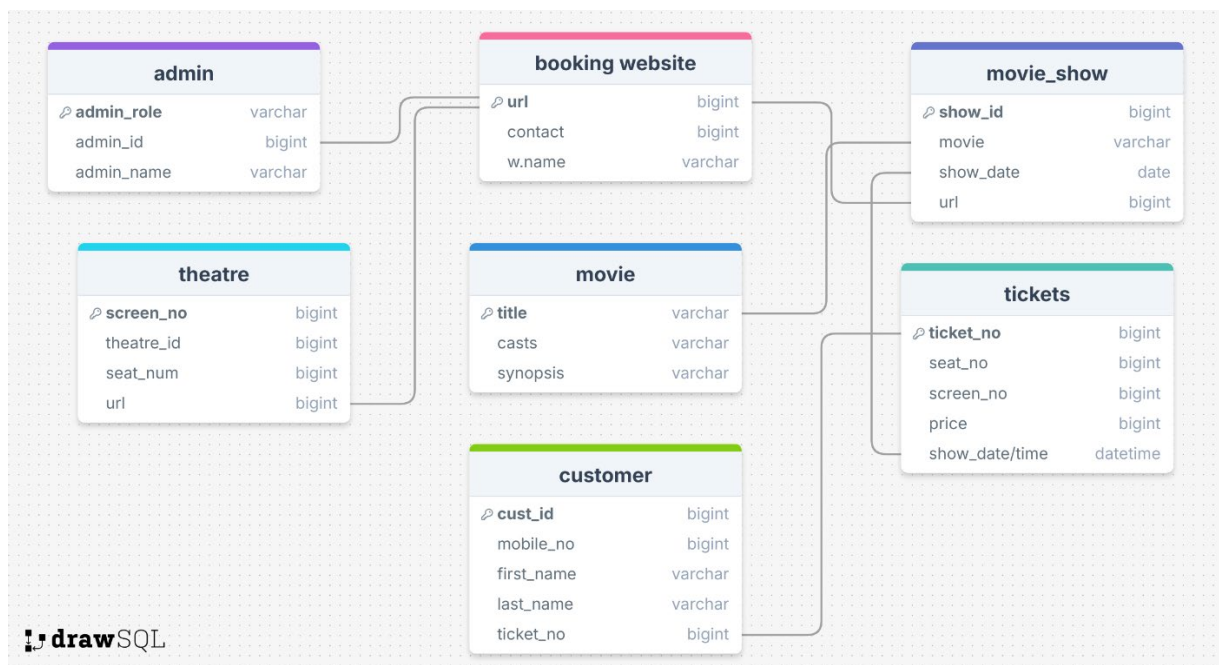 admin
admin_role varchar
admin_id bigint
admin_name varchar
booking website
url bigint
contact bigint
w.name varchar
movie_show
show_id bigint
movie varchar
show_date date
url bigint
theatre
screen_no bigint
theatre_id bigint
seat_num bigint
url bigint
movie
title varchar
casts varchar
synopsis varchar
tickets
ticket_no bigint
seat_no bigint
screen_no bigint
price bigint
show_date/time datetime
customer
cust_id bigint
mobile_no bigint
first_name varchar
last_name varchar
ticket_no bigint
drawSQL